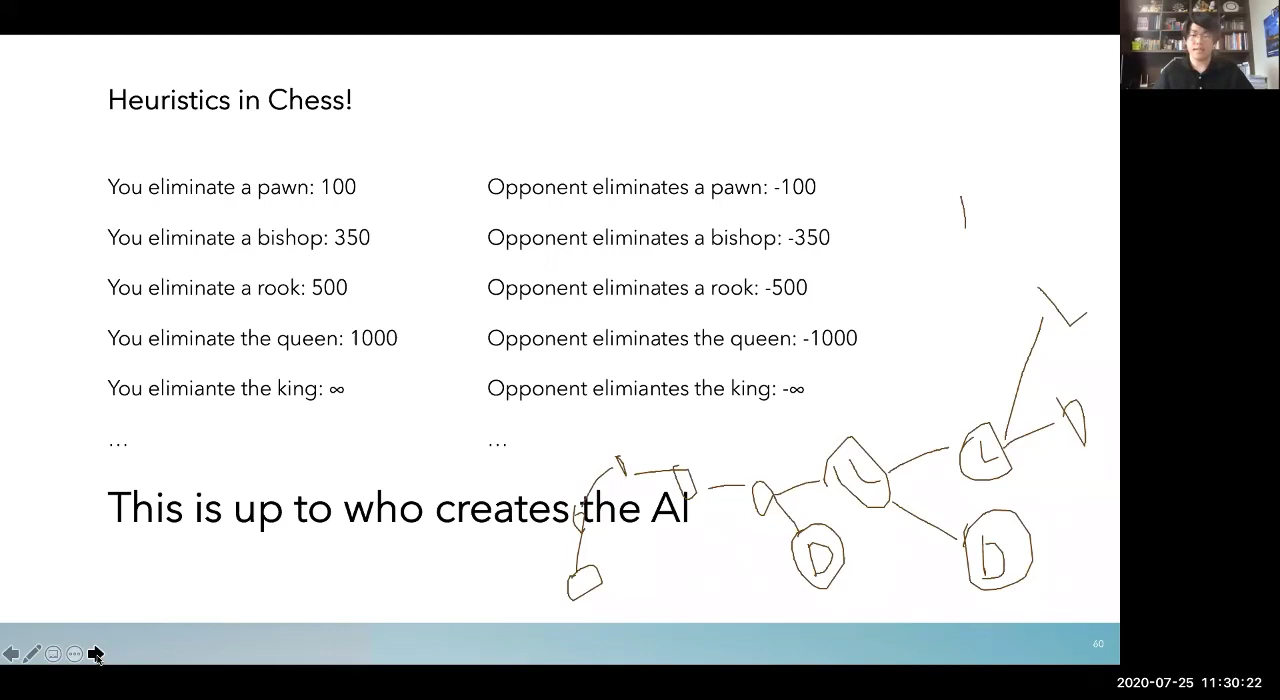 Heuristics in Chess!
You eliminate a pawn: 100
You eliminate a bishop: 350
You eliminate a rook: 500
You eliminate the queen: 1000
You elimiante the king: ∞
…
Opponent eliminates a pawn: -100
Opponent eliminates a bishop: -350
Opponent eliminates a rook: -500
Opponent eliminates the queen: -1000
Opponent elimiantes the king: -∞
…
This is up to who creates the AI
L
L
D
D
60
2020-07-25 11:30:22